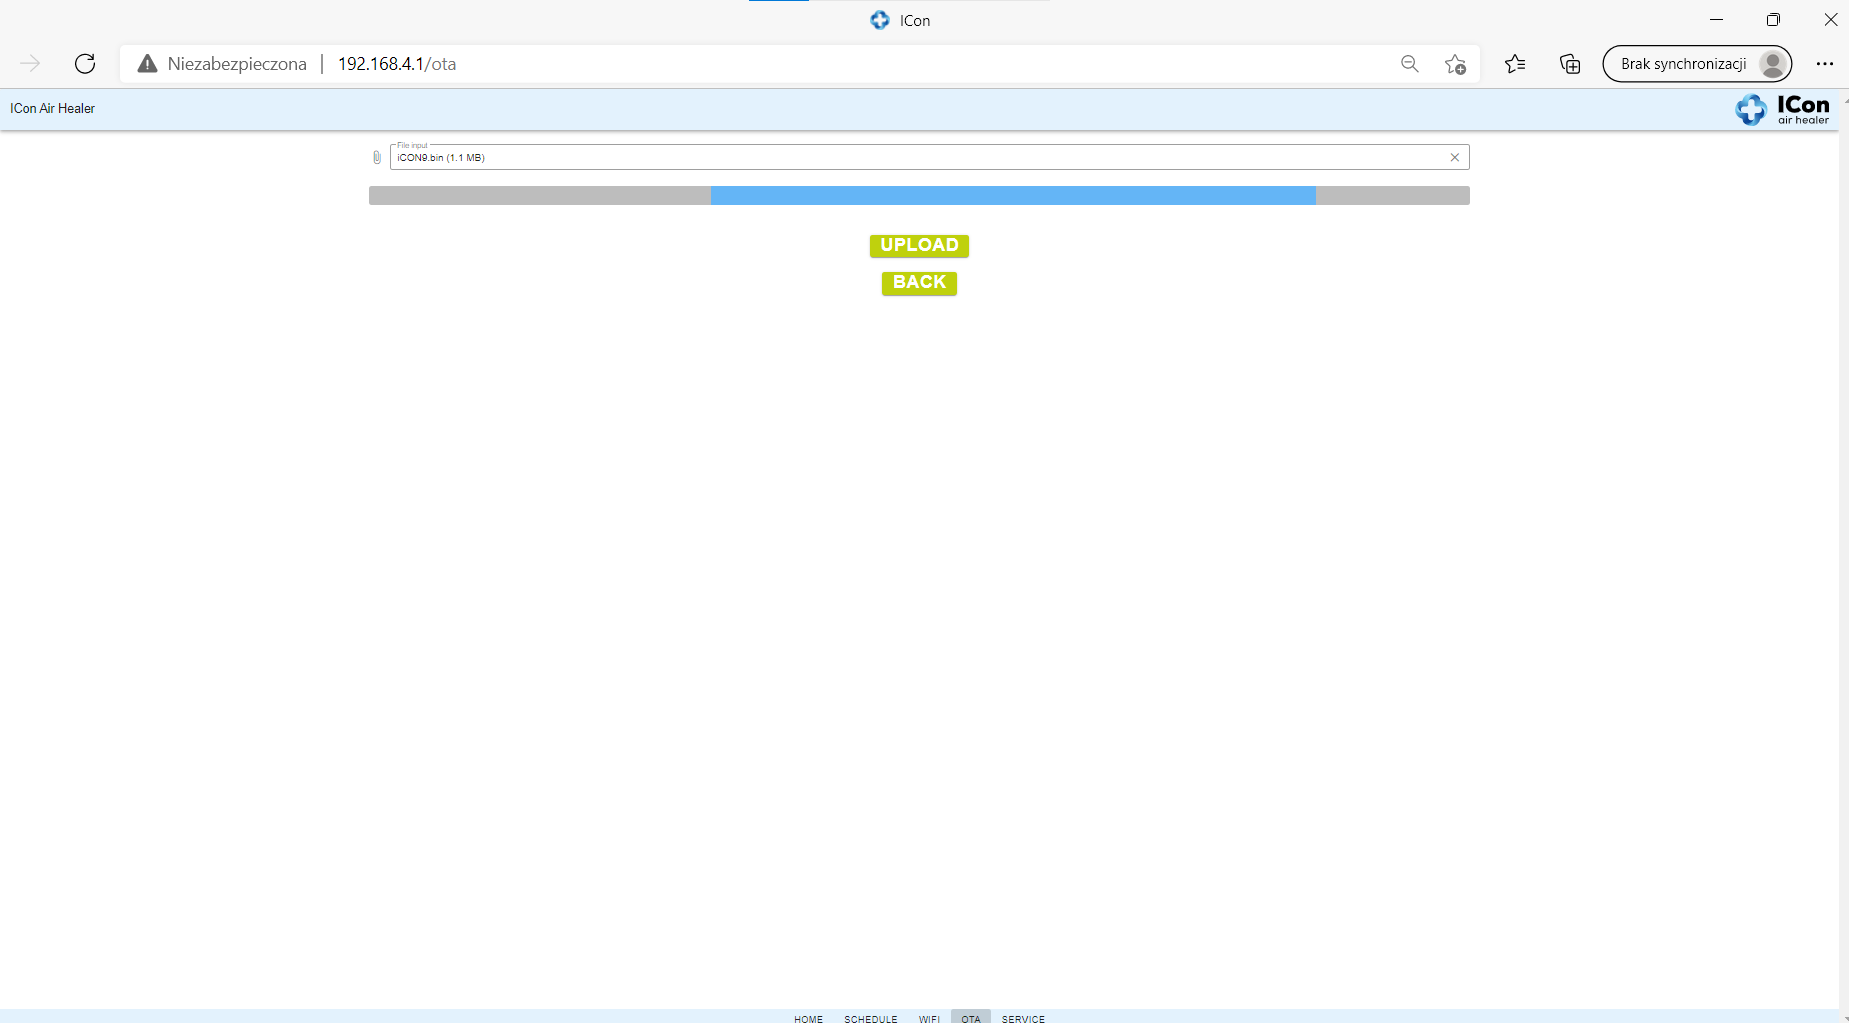 ICon
Niezabezpieczona
192.168.4.1/ota
Brak synchronizacji
ICon Air Healer
ICon
air healer
File input
iCON9.bin (1.1 MB)
UPLOAD
BACK
HOME SCHEDULE WIFI OTA SERVICE